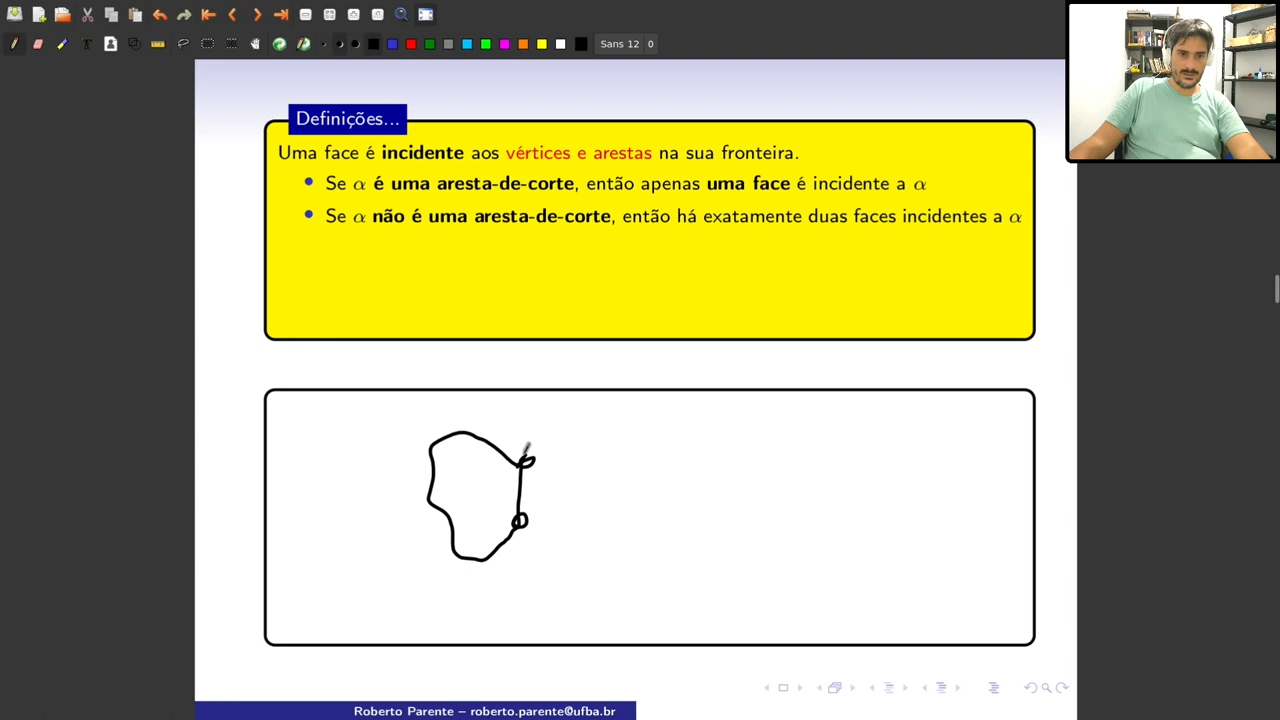 Sans 12 0
Definições...
Uma face é incidente aos vértices e arestas na sua fronteira.
Se α é uma aresta-de-corte, então apenas uma face é incidente a α
Se α não é uma aresta-de-corte, então há exatamente duas faces incidentes a α
Roberto Parente – roberto.parente@ufba.br